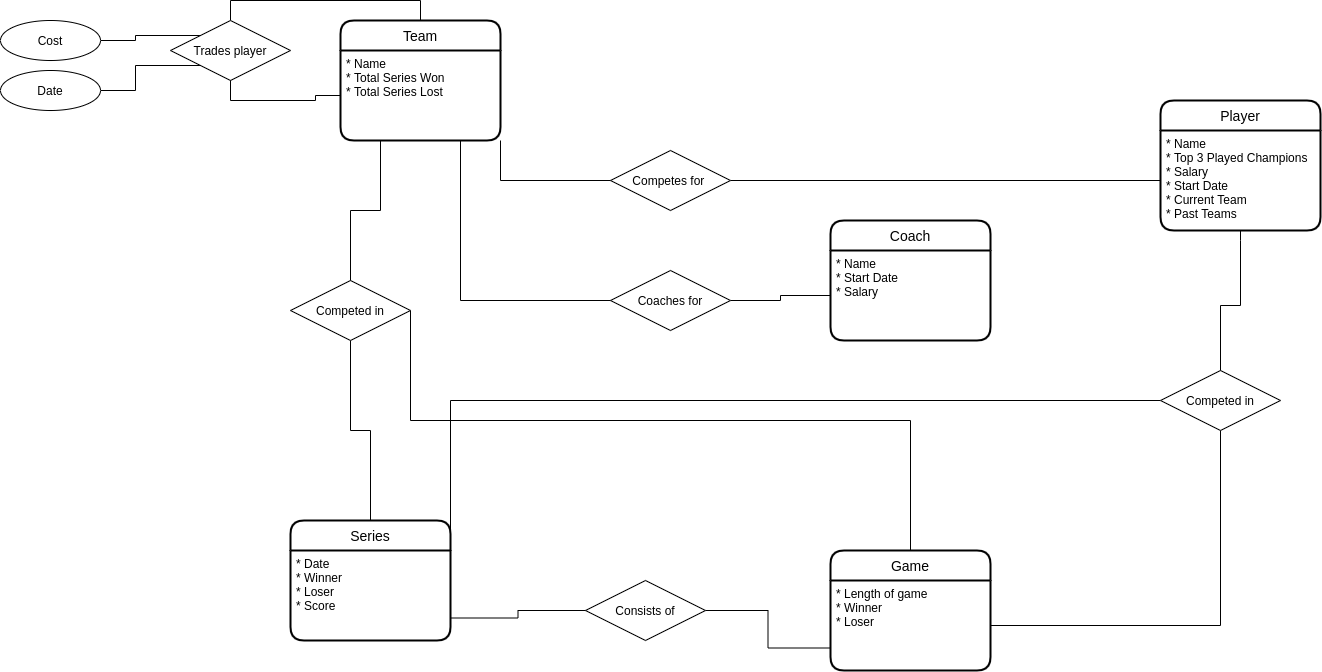 Cost
Date
Trades player
Team
* Name
* Total Series Won
* Total Series Lost
Competes for
Player
* Name
* Top 3 Played Champions
* Salary
* Start Date
* Current Team
* Past Teams
Coach
* Name
* Start Date
* Salary
Coaches for
Competed in
Competed in
Series
* Date
* Winner
* Loser
* Score
Consists of
Game
* Length of game
* Winner
* Loser